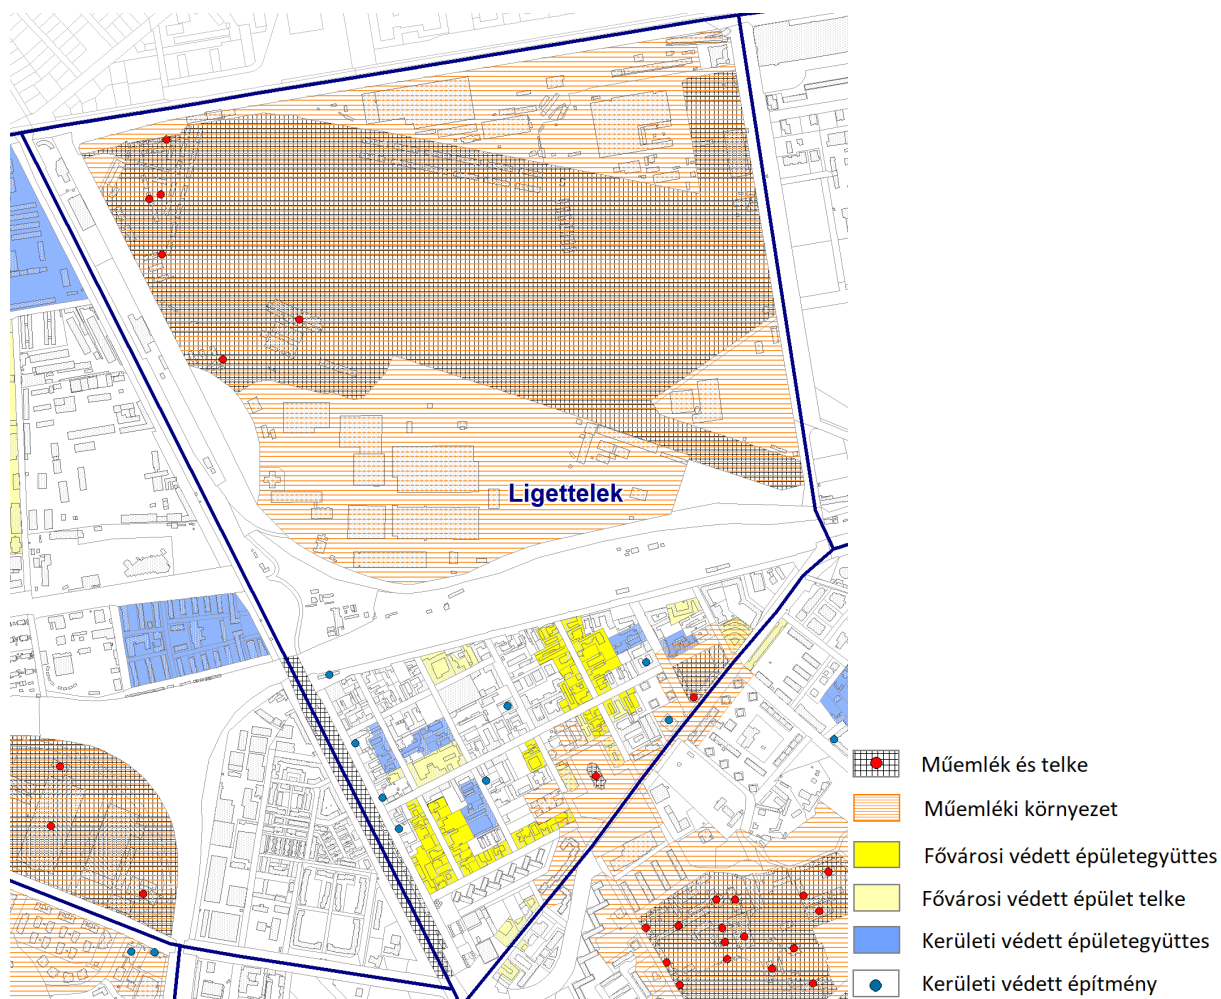 Ligettelek
Műemlék és telke
Műemléki környezet
Fővárosi védett épületegyüttes
Fővárosi védett épület telke
Kerületi védett épületegyüttes
Kerületi védett építmény